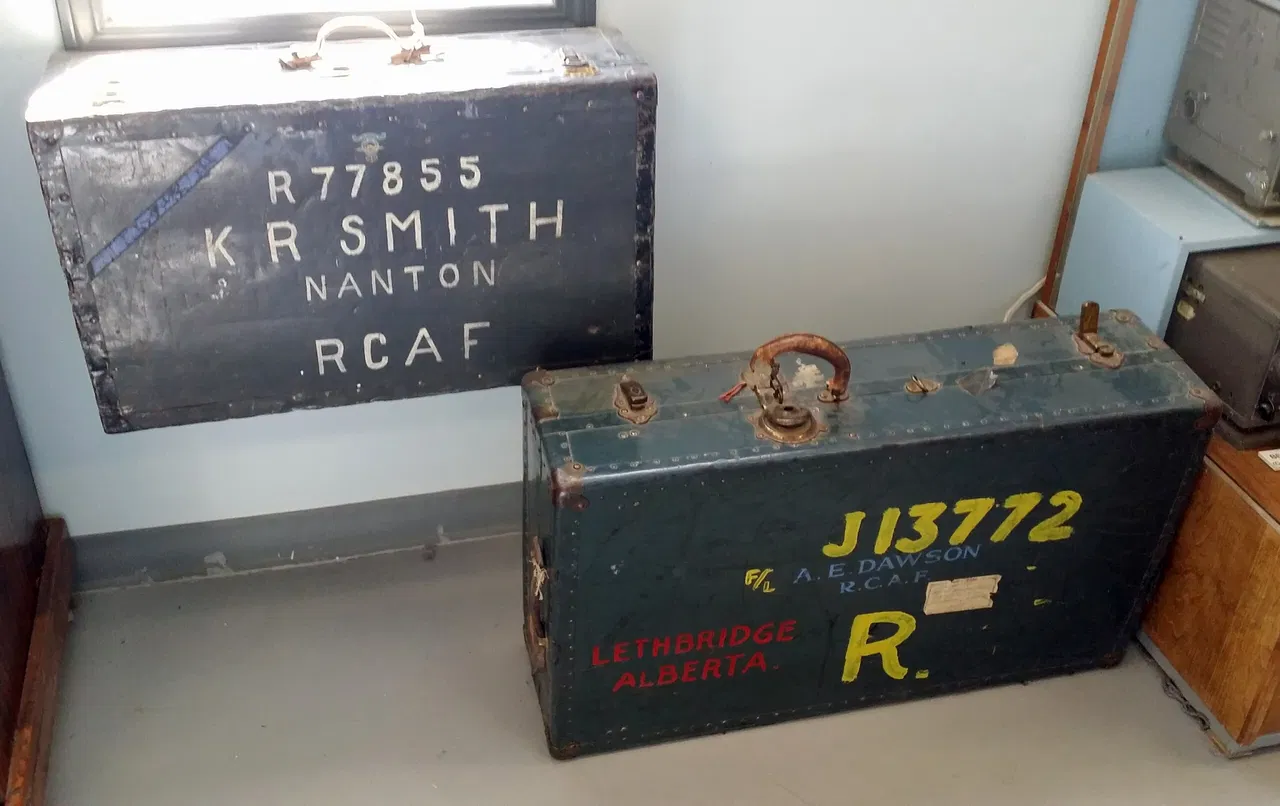 R77855
K R SMITH
NANTON
RCAF
J13772
F/L A. E. DAWSON
R.C.A.F.
LETHBRIDGE
ALBERTA.
R.